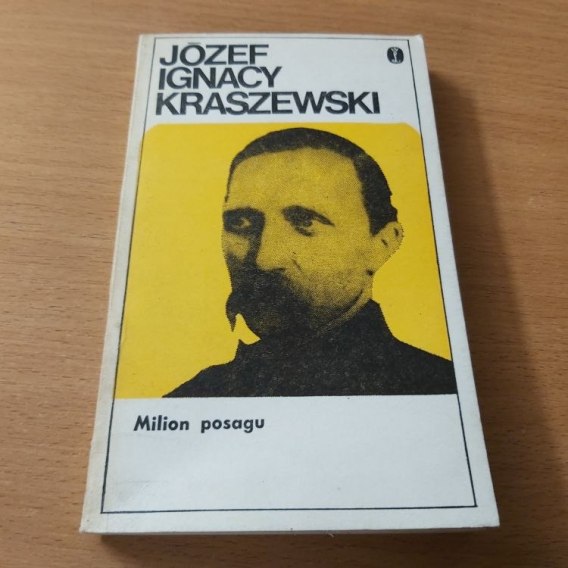 JÓZEF
IGNACY
KRASZEWSKI
Milion posagu